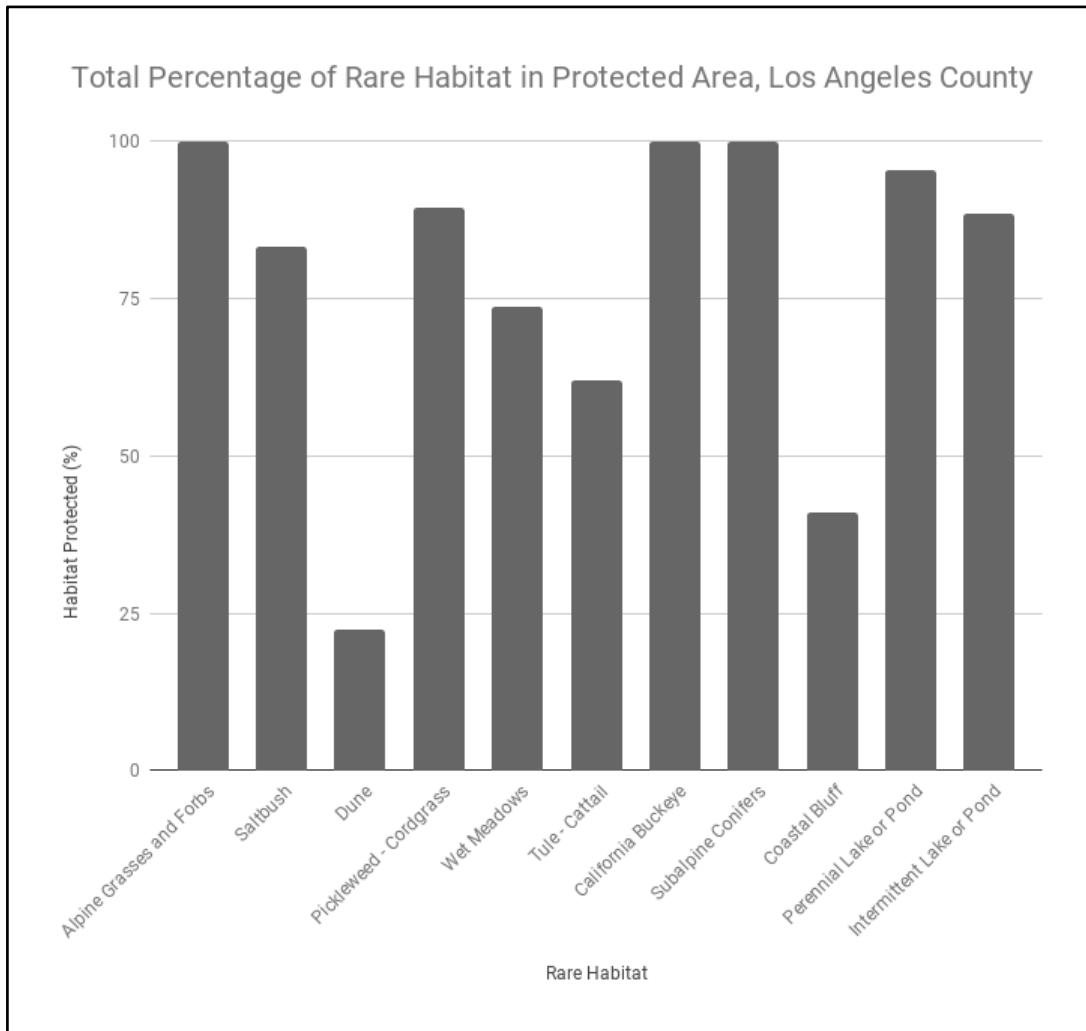 Total Percentage of Rare Habitat in Protected Area, Los Angeles County
100
75
50
25
0
Habitat Protected (%)
Alpine Grasses and Forbs
Saltbush
Dune
Pickleweed - Cordgrass
Wet Meadows
Tule - Cattail
California Buckeye
Subalpine Conifers
Coastal Bluff
Perennial Lake or Pond
Intermittent Lake or Pond
Rare Habitat